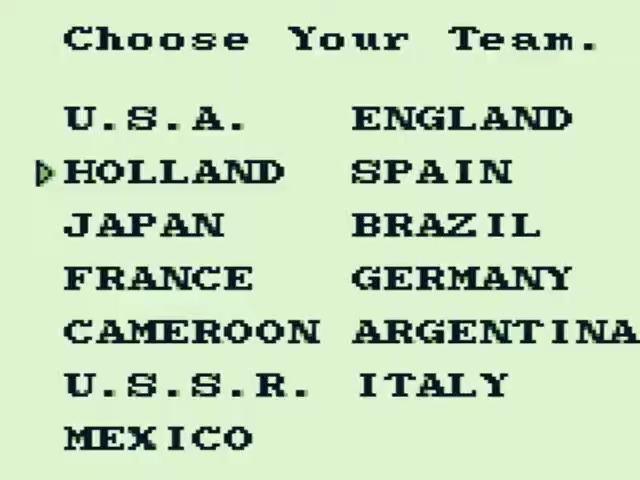 Choose Your Team.
U.S.A. ENGLAND
HOLLAND SPAIN
JAPAN BRAZIL
FRANCE GERMANY
CAMEROON ARGENTINA
U.S.S.R. ITALY
MEXICO